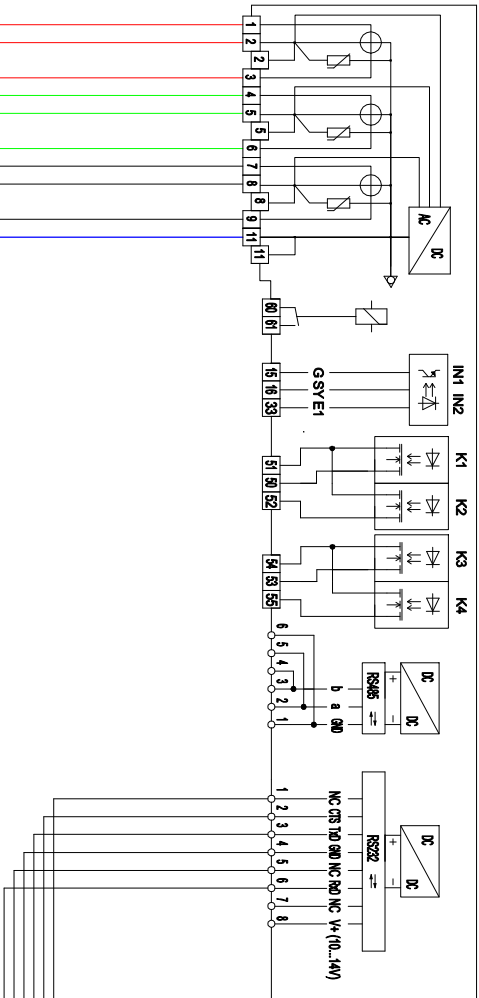 1
2
2
3
4
5
5
6
7
8
8
9
11
11
AC
DC
60
61
15
16
33
GSYE1
IN1 IN2
51
50
52
K1
K2
54
53
55
K3
K4
6
5
4
3
2
1
b
a
GND
RS485
+
-
DC
DC
1
2
3
4
5
6
7
8
NC
CTS
TxD
GND
NC
RxD
NC
V+ (10...14V)
RS232
+
-
DC
DC